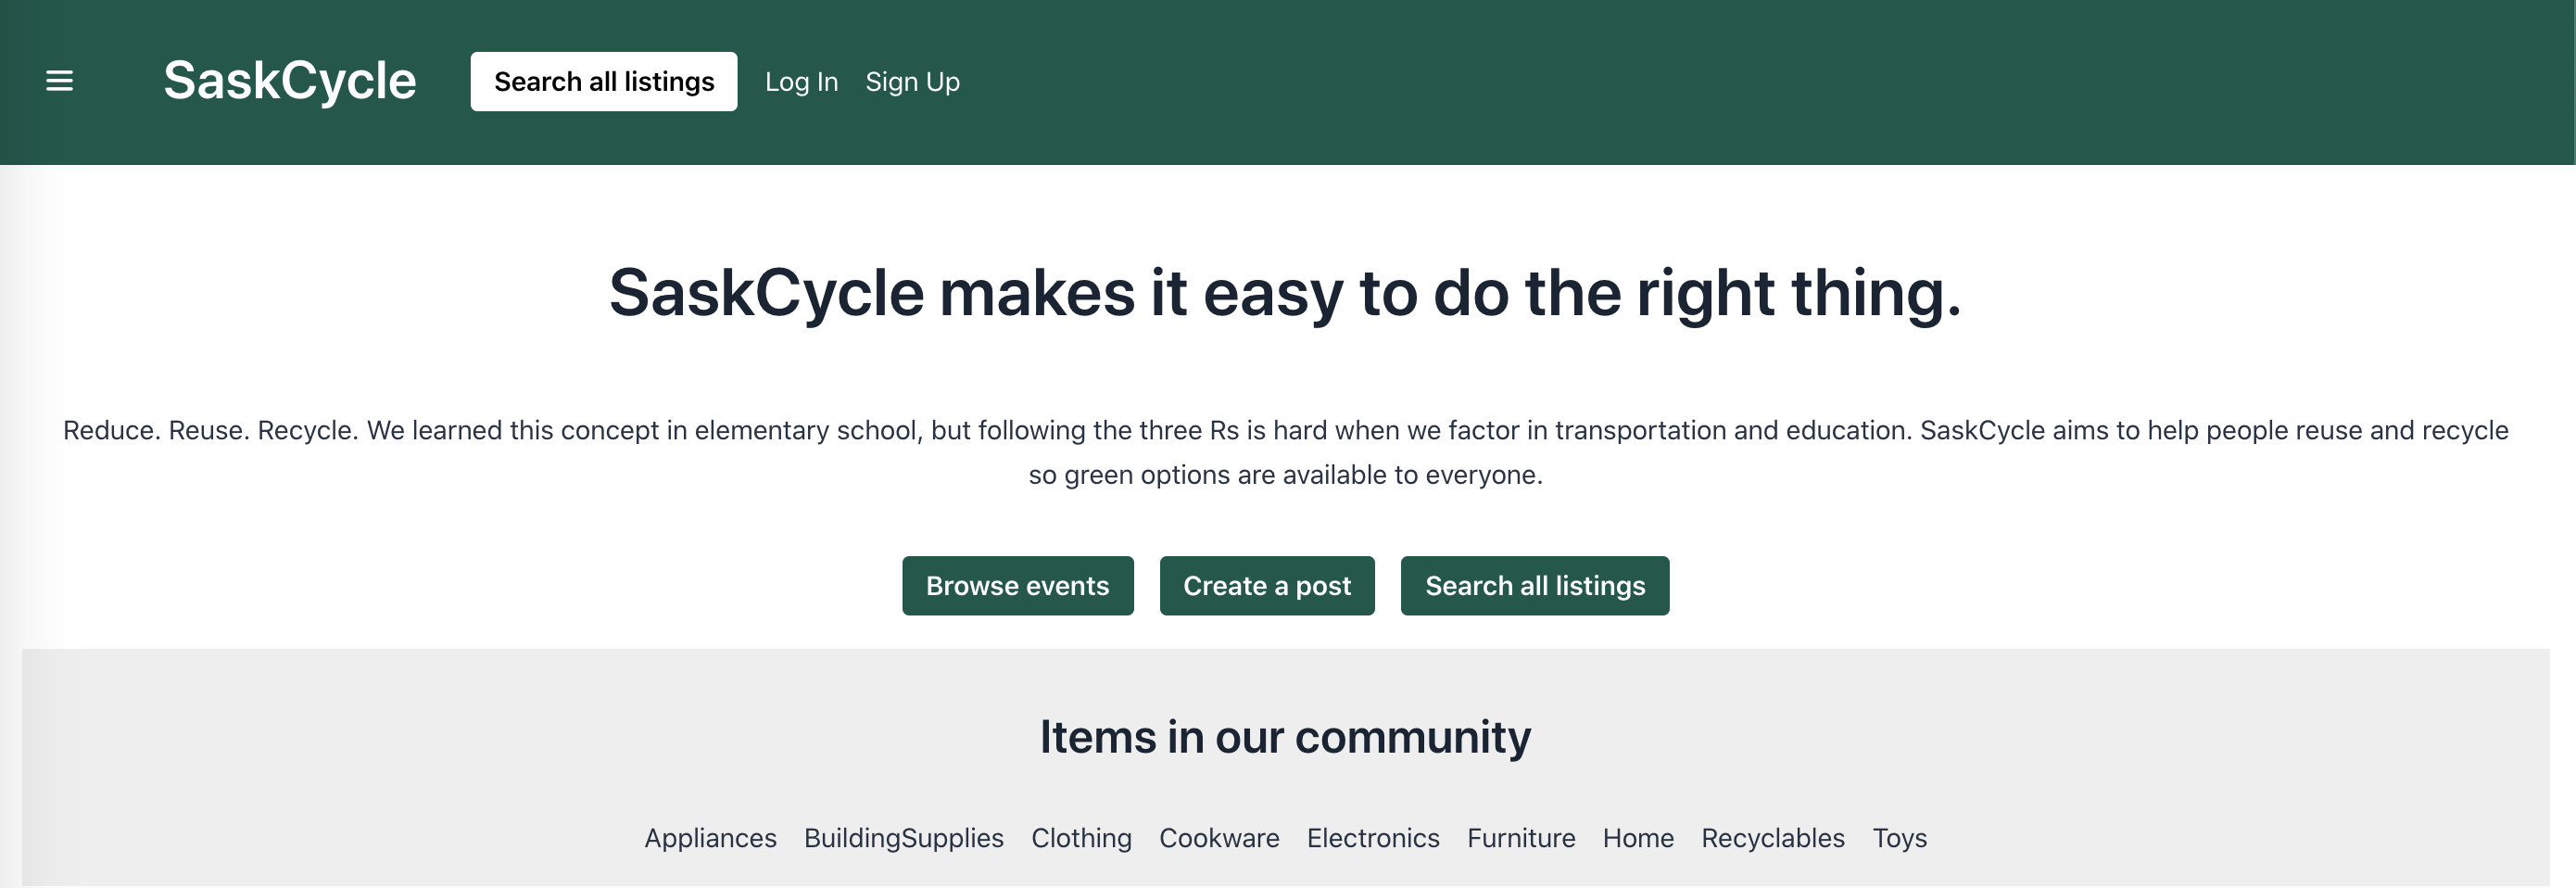 SaskCycle
Search all listings
Log In
Sign Up
SaskCycle makes it easy to do the right thing.
Reduce. Reuse. Recycle. We learned this concept in elementary school, but following the three Rs is hard when we factor in transportation and education. SaskCycle aims to help people reuse and recycle
so green options are available to everyone.
Browse events
Create a post
Search all listings
Items in our community
Appliances BuildingSupplies Clothing Cookware Electronics Furniture Home Recyclables Toys